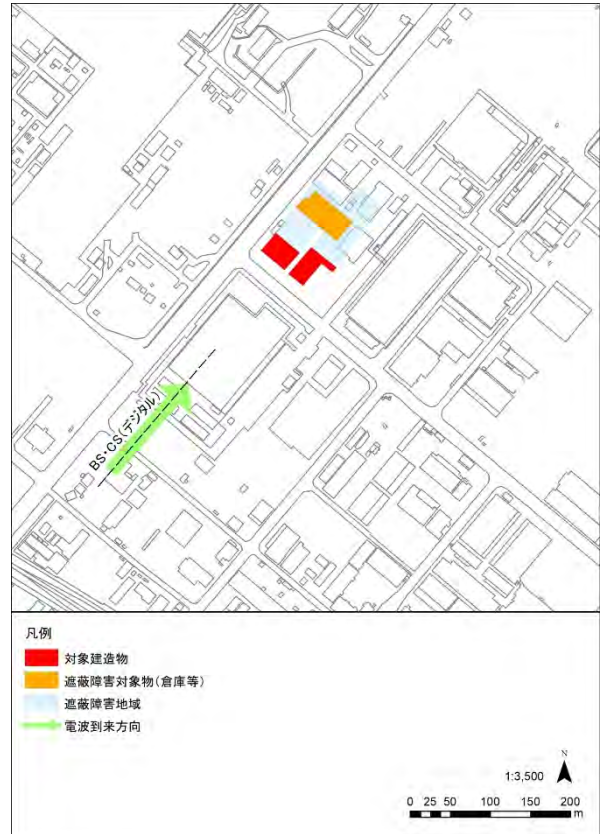 BS・CS(デジタル)
凡例
対象建造物
遮蔽障害対象物(倉庫等)
遮蔽障害地域
電波到来方向
N
1:3,500
0 25 50 100 150 200
m